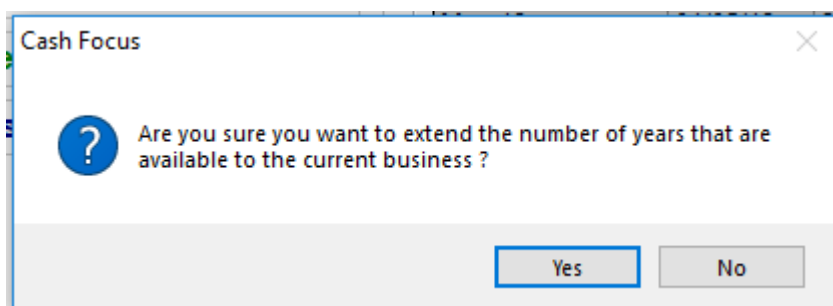 Cash Focus
Are you sure you want to extend the number of years that are
available to the current business ?
Yes
No